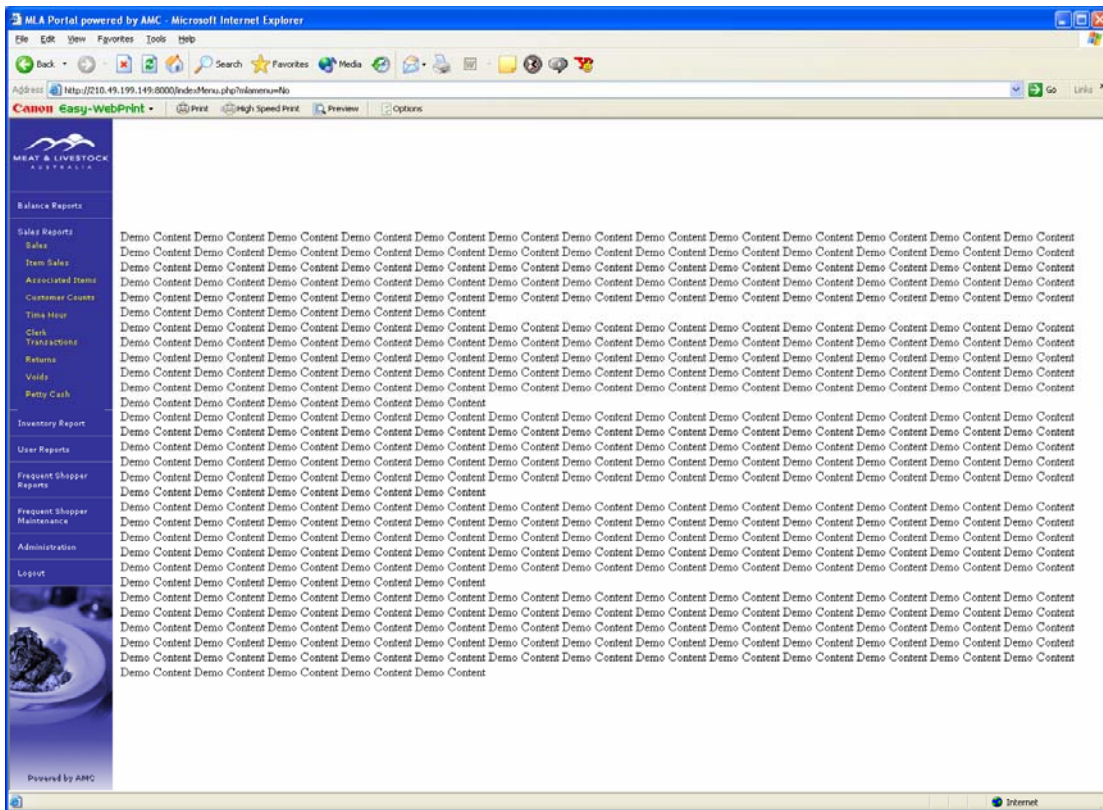 MLA Portal powered by AMC - Microsoft Internet Explorer
File Edit View Favorites Tools Help
Back Search Favorites Media
Address http://210.49.199.149:8000/indexMenu.php?mlamenu=No Go Links
Canon Easy-WebPrint Print High Speed Print Preview Options
MEAT & LIVESTOCK
AUSTRALIA
Balance Reports
Sales Reports
Sales
Item Sales
Associated Items
Customer Counts
Time Hour
Clerk
Transactions
Returns
Voids
Petty Cash
Inventory Report
User Reports
Frequent Shopper
Reports
Frequent Shopper
Maintenance
Administration
Logout
Powered by AMC
Demo Content Demo Content Demo Content Demo Content Demo Content Demo Content Demo Content Demo Content Demo Content Demo Content Demo Content Demo Content Demo Content
Demo Content Demo Content Demo Content Demo Content Demo Content Demo Content Demo Content Demo Content Demo Content Demo Content Demo Content Demo Content Demo Content
Demo Content Demo Content Demo Content Demo Content Demo Content Demo Content Demo Content Demo Content Demo Content Demo Content Demo Content Demo Content Demo Content
Demo Content Demo Content Demo Content Demo Content Demo Content Demo Content Demo Content Demo Content Demo Content Demo Content Demo Content Demo Content Demo Content
Demo Content Demo Content Demo Content Demo Content Demo Content Demo Content Demo Content Demo Content Demo Content Demo Content Demo Content Demo Content Demo Content
Demo Content Demo Content Demo Content Demo Content Demo Content
Demo Content Demo Content Demo Content Demo Content Demo Content Demo Content Demo Content Demo Content Demo Content Demo Content Demo Content Demo Content Demo Content
Demo Content Demo Content Demo Content Demo Content Demo Content Demo Content Demo Content Demo Content Demo Content Demo Content Demo Content Demo Content Demo Content
Demo Content Demo Content Demo Content Demo Content Demo Content Demo Content Demo Content Demo Content Demo Content Demo Content Demo Content Demo Content Demo Content
Demo Content Demo Content Demo Content Demo Content Demo Content Demo Content Demo Content Demo Content Demo Content Demo Content Demo Content Demo Content Demo Content
Demo Content Demo Content Demo Content Demo Content Demo Content Demo Content Demo Content Demo Content Demo Content Demo Content Demo Content Demo Content Demo Content
Demo Content Demo Content Demo Content Demo Content Demo Content
Demo Content Demo Content Demo Content Demo Content Demo Content Demo Content Demo Content Demo Content Demo Content Demo Content Demo Content Demo Content Demo Content
Demo Content Demo Content Demo Content Demo Content Demo Content Demo Content Demo Content Demo Content Demo Content Demo Content Demo Content Demo Content Demo Content
Demo Content Demo Content Demo Content Demo Content Demo Content Demo Content Demo Content Demo Content Demo Content Demo Content Demo Content Demo Content Demo Content
Demo Content Demo Content Demo Content Demo Content Demo Content Demo Content Demo Content Demo Content Demo Content Demo Content Demo Content Demo Content Demo Content
Demo Content Demo Content Demo Content Demo Content Demo Content Demo Content Demo Content Demo Content Demo Content Demo Content Demo Content Demo Content Demo Content
Demo Content Demo Content Demo Content Demo Content Demo Content
Demo Content Demo Content Demo Content Demo Content Demo Content Demo Content Demo Content Demo Content Demo Content Demo Content Demo Content Demo Content Demo Content
Demo Content Demo Content Demo Content Demo Content Demo Content Demo Content Demo Content Demo Content Demo Content Demo Content Demo Content Demo Content Demo Content
Demo Content Demo Content Demo Content Demo Content Demo Content Demo Content Demo Content Demo Content Demo Content Demo Content Demo Content Demo Content Demo Content
Demo Content Demo Content Demo Content Demo Content Demo Content Demo Content Demo Content Demo Content Demo Content Demo Content Demo Content Demo Content Demo Content
Demo Content Demo Content Demo Content Demo Content Demo Content Demo Content Demo Content Demo Content Demo Content Demo Content Demo Content Demo Content Demo Content
Demo Content Demo Content Demo Content Demo Content Demo Content
Demo Content Demo Content Demo Content Demo Content Demo Content Demo Content Demo Content Demo Content Demo Content Demo Content Demo Content Demo Content Demo Content
Demo Content Demo Content Demo Content Demo Content Demo Content Demo Content Demo Content Demo Content Demo Content Demo Content Demo Content Demo Content Demo Content
Demo Content Demo Content Demo Content Demo Content Demo Content Demo Content Demo Content Demo Content Demo Content Demo Content Demo Content Demo Content Demo Content
Demo Content Demo Content Demo Content Demo Content Demo Content Demo Content Demo Content Demo Content Demo Content Demo Content Demo Content Demo Content Demo Content
Demo Content Demo Content Demo Content Demo Content Demo Content Demo Content Demo Content Demo Content Demo Content Demo Content Demo Content Demo Content Demo Content
Demo Content Demo Content Demo Content Demo Content Demo Content
Internet